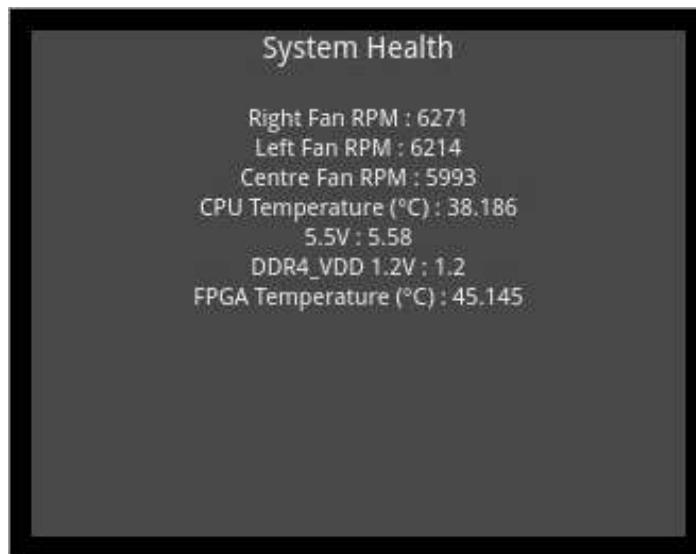 System Health
Right Fan RPM : 6271
Left Fan RPM : 6214
Centre Fan RPM : 5993
CPU Temperature (°C) : 38.186
5.5V : 5.58
DDR4_VDD 1.2V : 1.2
FPGA Temperature (°C) : 45.145